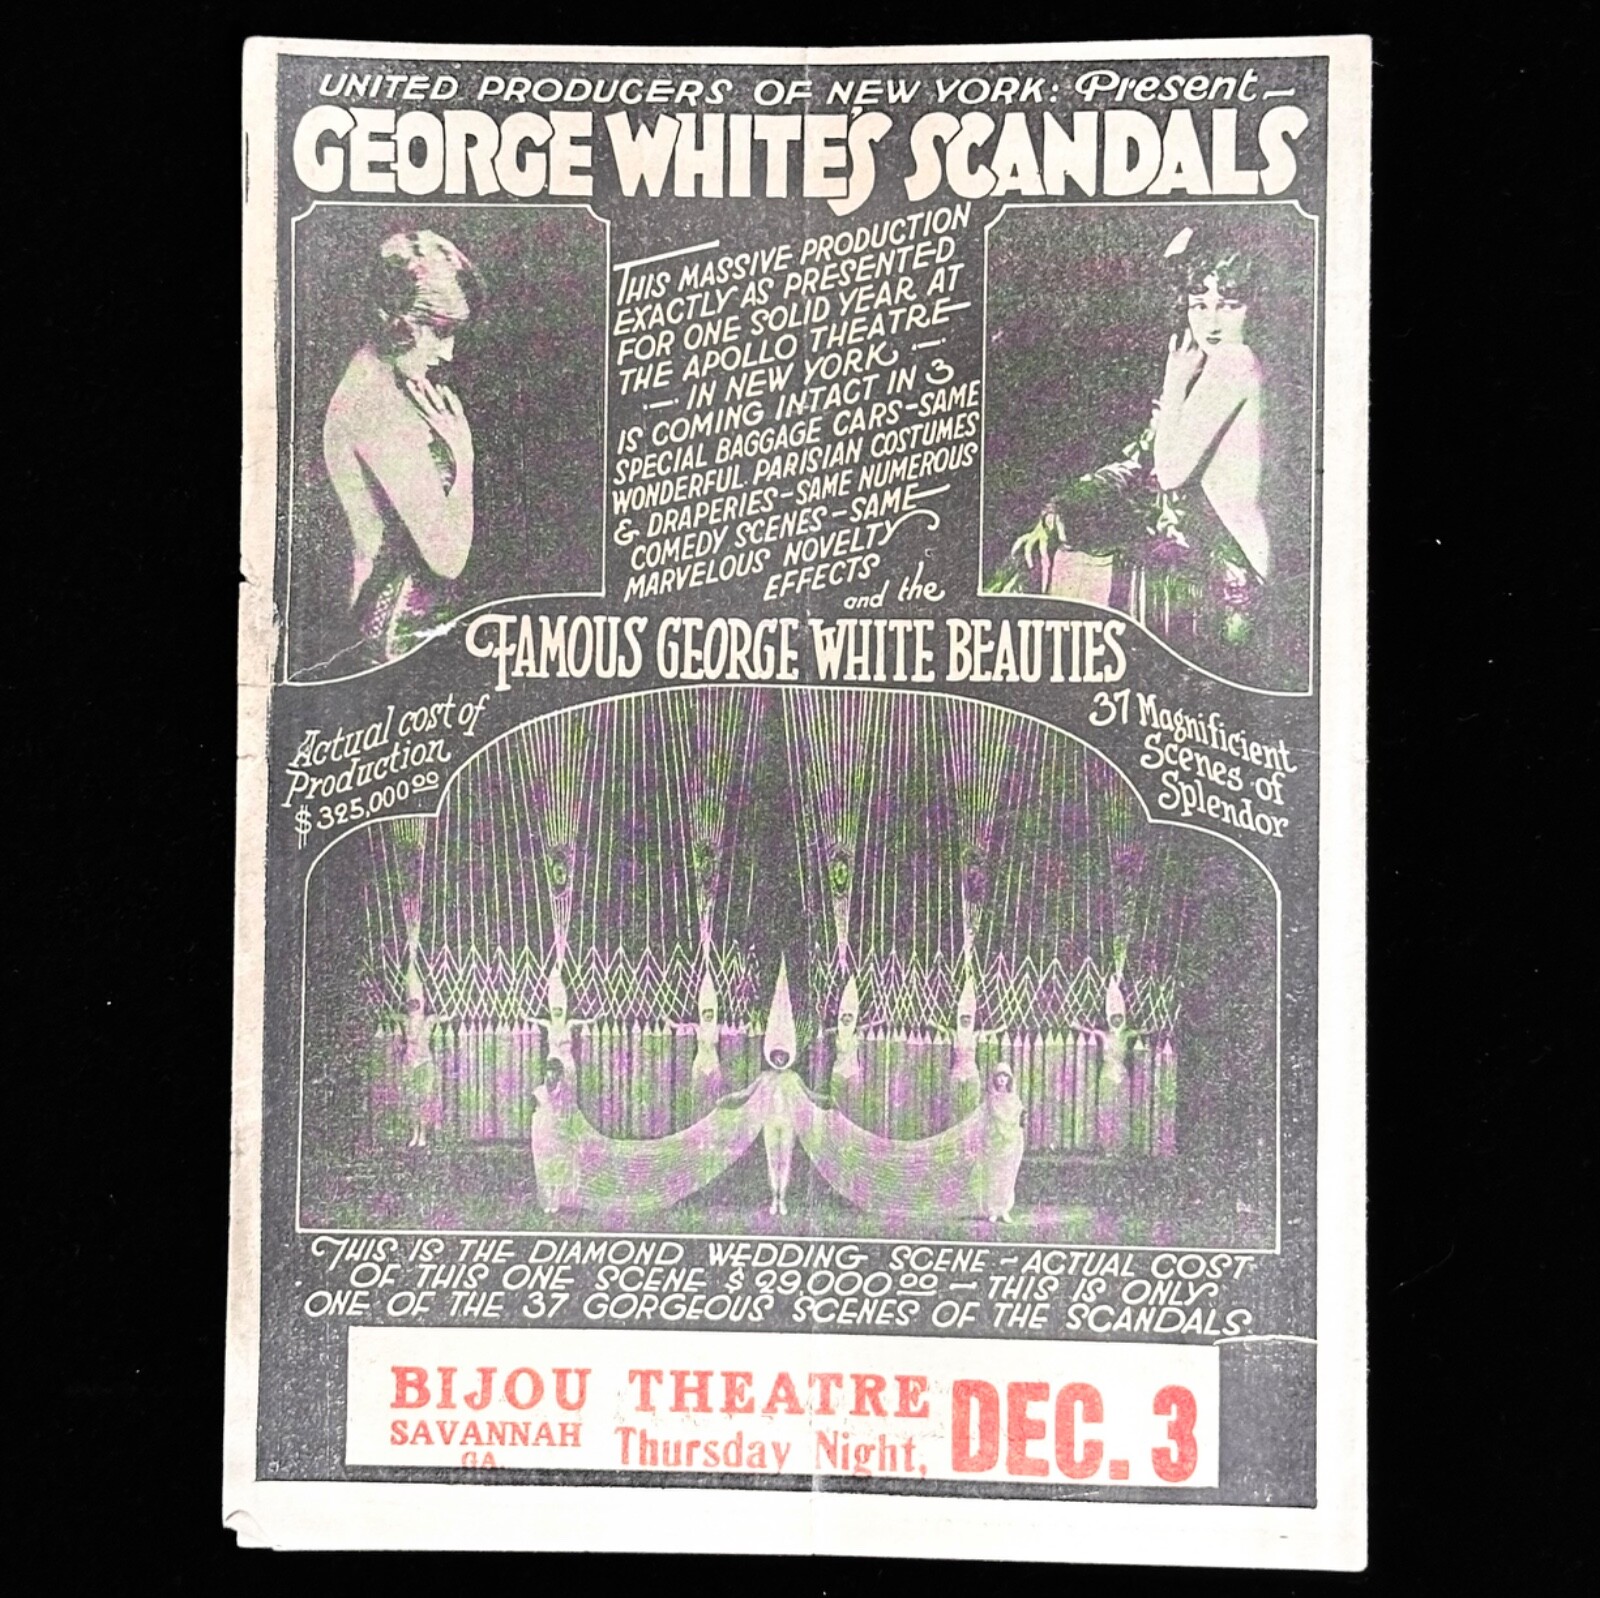 UNITED PRODUCERS OF NEW YORK: Present—
GEORGE WHITE'S SCANDALS
THIS MASSIVE PRODUCTION
EXACTLY AS PRESENTED
FOR ONE SOLID YEAR AT
THE APOLLO THEATRE
—. IN NEW YORK .—.
IS COMING INTACT IN 3
SPECIAL BAGGAGE CARS-SAME
WONDERFUL PARISIAN COSTUMES
& DRAPERIES-SAME NUMEROUS
COMEDY SCENES-SAME
MARVELOUS NOVELTY
EFFECTS
and the
FAMOUS GEORGE WHITE BEAUTIES
Actual cost of
Production
$325,000.00
37 Magnificient
Scenes of
Splendor
THIS IS THE DIAMOND WEDDING SCENE - ACTUAL COST
OF THIS ONE SCENE $29,000.00 — THIS IS ONLY
ONE OF THE 37 GORGEOUS SCENES OF THE SCANDALS
BIJOU THEATRE DEC. 3
SAVANNAH Thursday Night,
GA.